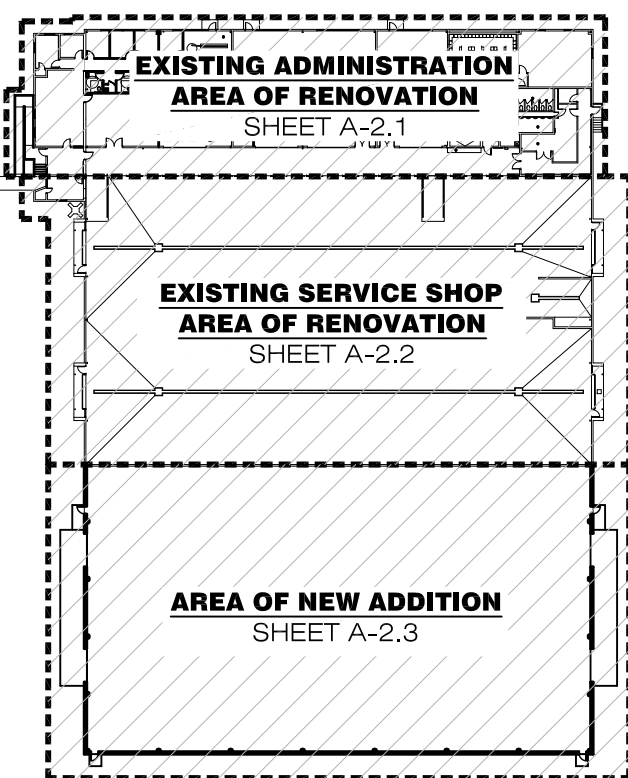 EXISTING ADMINISTRATION
AREA OF RENOVATION
SHEET A-2.1
EXISTING SERVICE SHOP
AREA OF RENOVATION
SHEET A-2.2
AREA OF NEW ADDITION
SHEET A-2.3